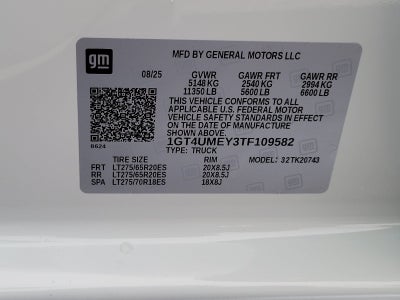 gm
MFD BY GENERAL MOTORS LLC
08/25 GVWR GAWR FRT GAWR RR
5148 KG 2540 KG 2994 KG
11350 LB 5600 LB 6600 LB
THIS VEHICLE CONFORMS TO ALL
APPLICABLE U.S. FEDERAL MOTOR
VEHICLE SAFETY STANDARDS IN EFFECT
ON THE DATE OF MANUFACTURE
SHOWN ABOVE.
0624
1GT4UMEY3TF109582
TYPE: TRUCK
TIRE SIZE RIM MODEL: 32TK20743
FRT LT275/65R20ES 20X8.5J
RR LT275/65R20ES 20X8.5J
SPA LT275/70R18ES 18X8J